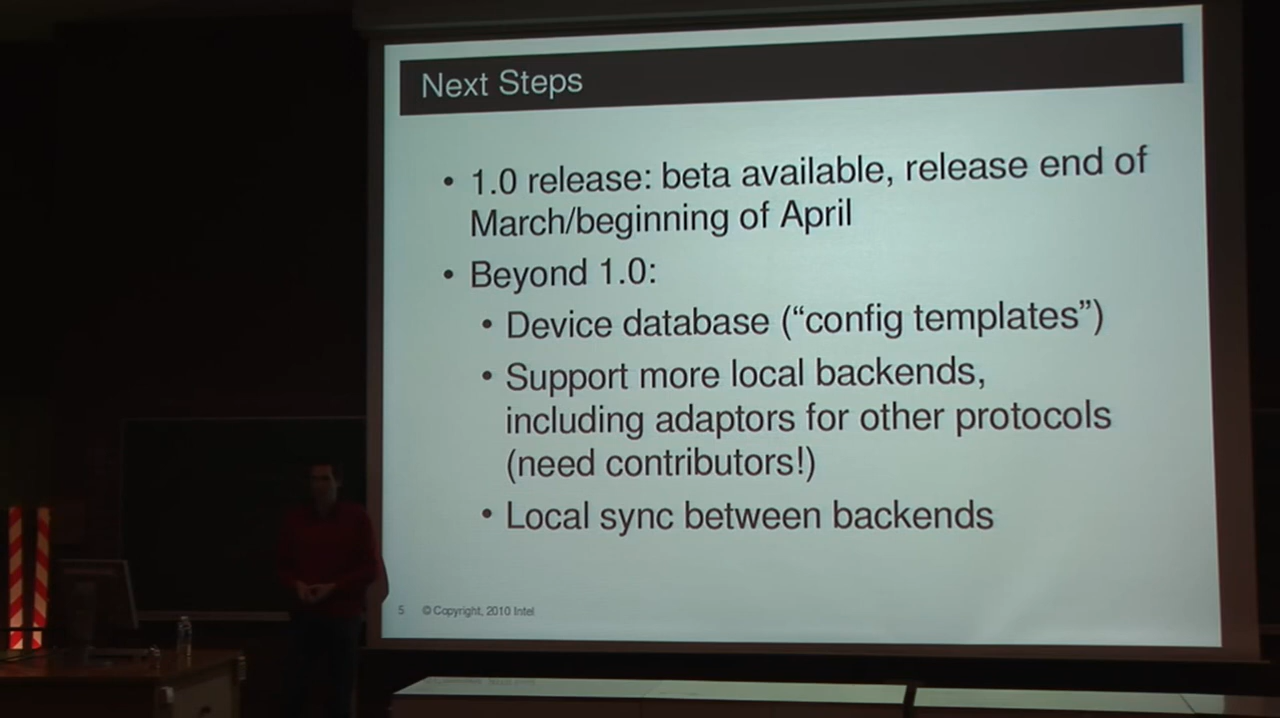 Next Steps
• 1.0 release: beta available, release end of
March/beginning of April
• Beyond 1.0:
• Device database (“config templates”)
• Support more local backends,
including adaptors for other protocols
(need contributors!)
• Local sync between backends
5 © Copyright, 2010 Intel